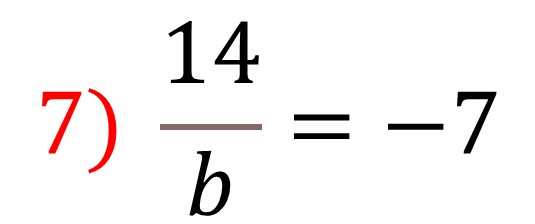 7) 14/b = −7